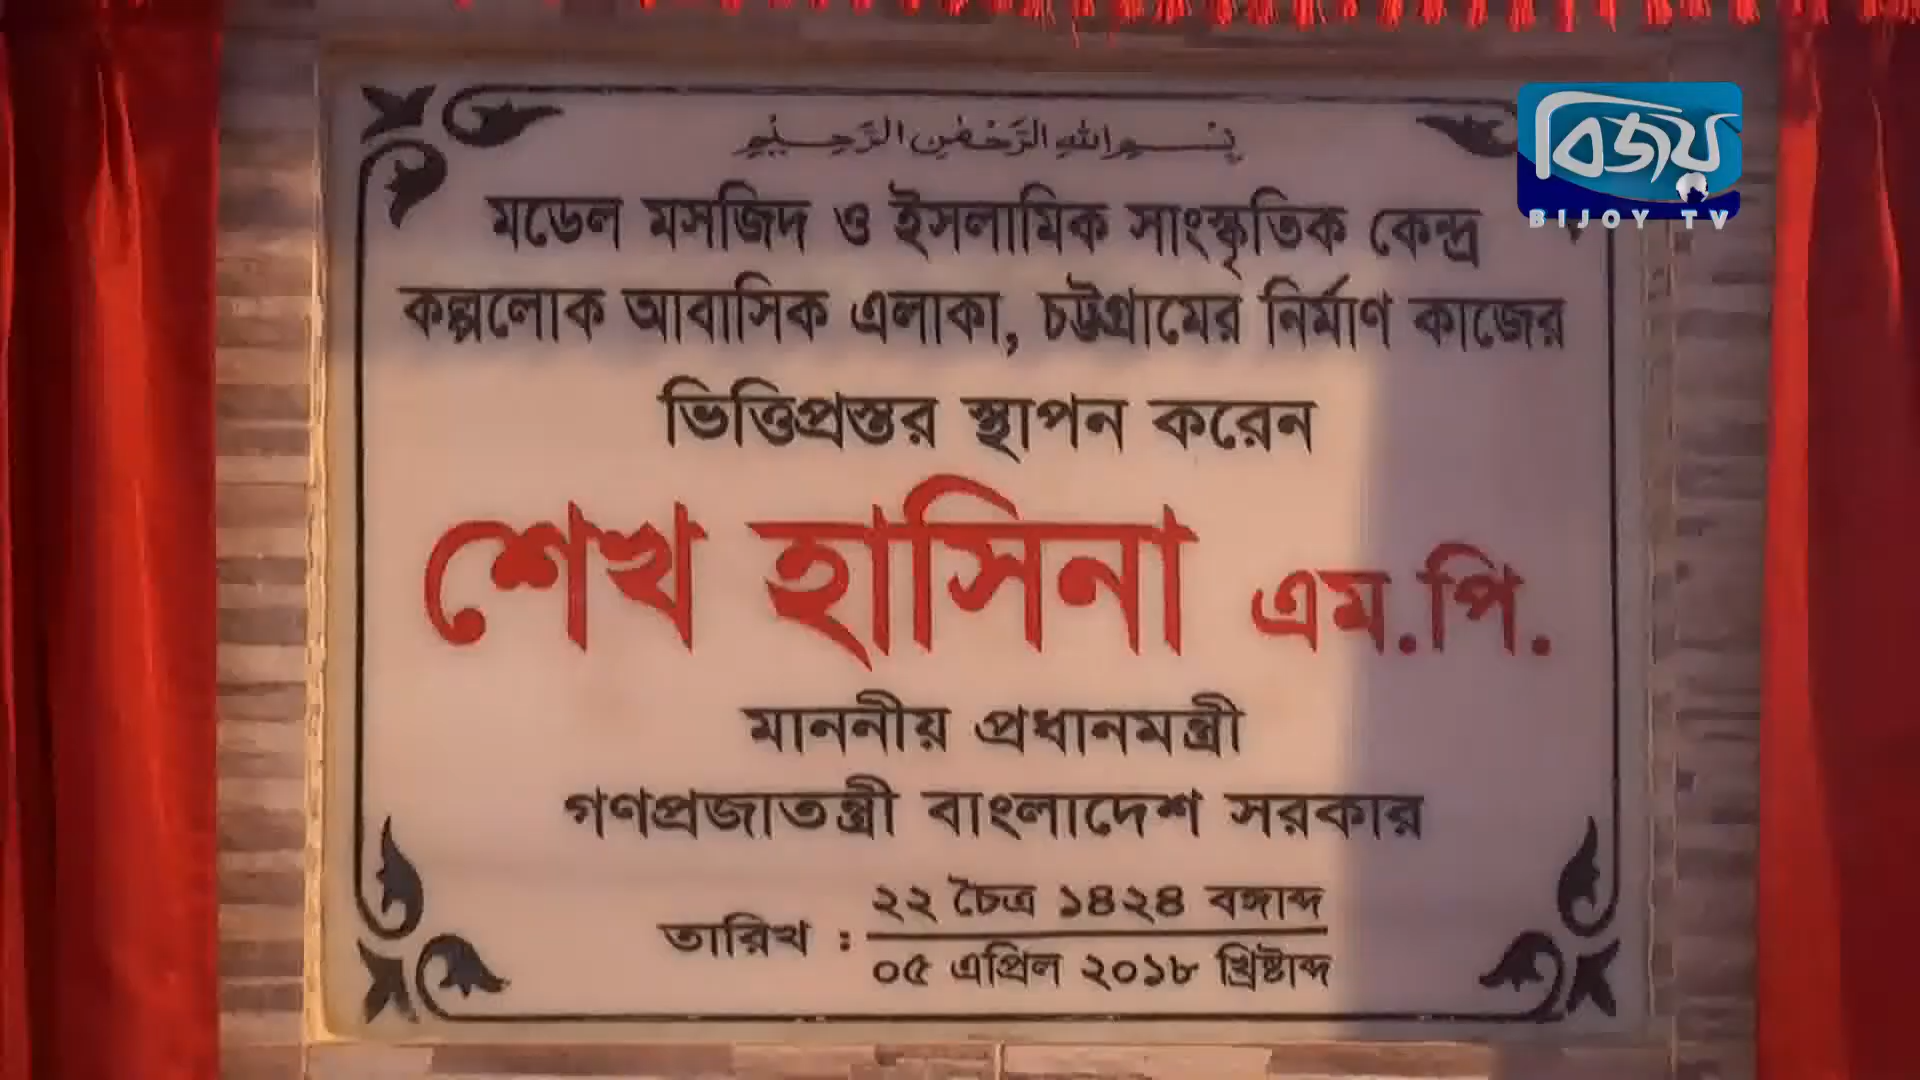 بسم الله الرحمن الرحيم
মডেল মসজিদ ও ইসলামিক সাংস্কৃতিক কেন্দ্র
কল্পলোক আবাসিক এলাকা, চট্টগ্রামের নির্মাণ কাজের
ভিত্তিপ্রস্তর স্থাপন করেন
শেখ হাসিনা এম.পি.
মাননীয় প্রধানমন্ত্রী
গণপ্রজাতন্ত্রী বাংলাদেশ সরকার
তারিখ : ২২ চৈত্র ১৪২৪ বঙ্গাব্দ
০৫ এপ্রিল ২০১৮ খ্রিষ্টাব্দ
বিজয়
BIJOY TV